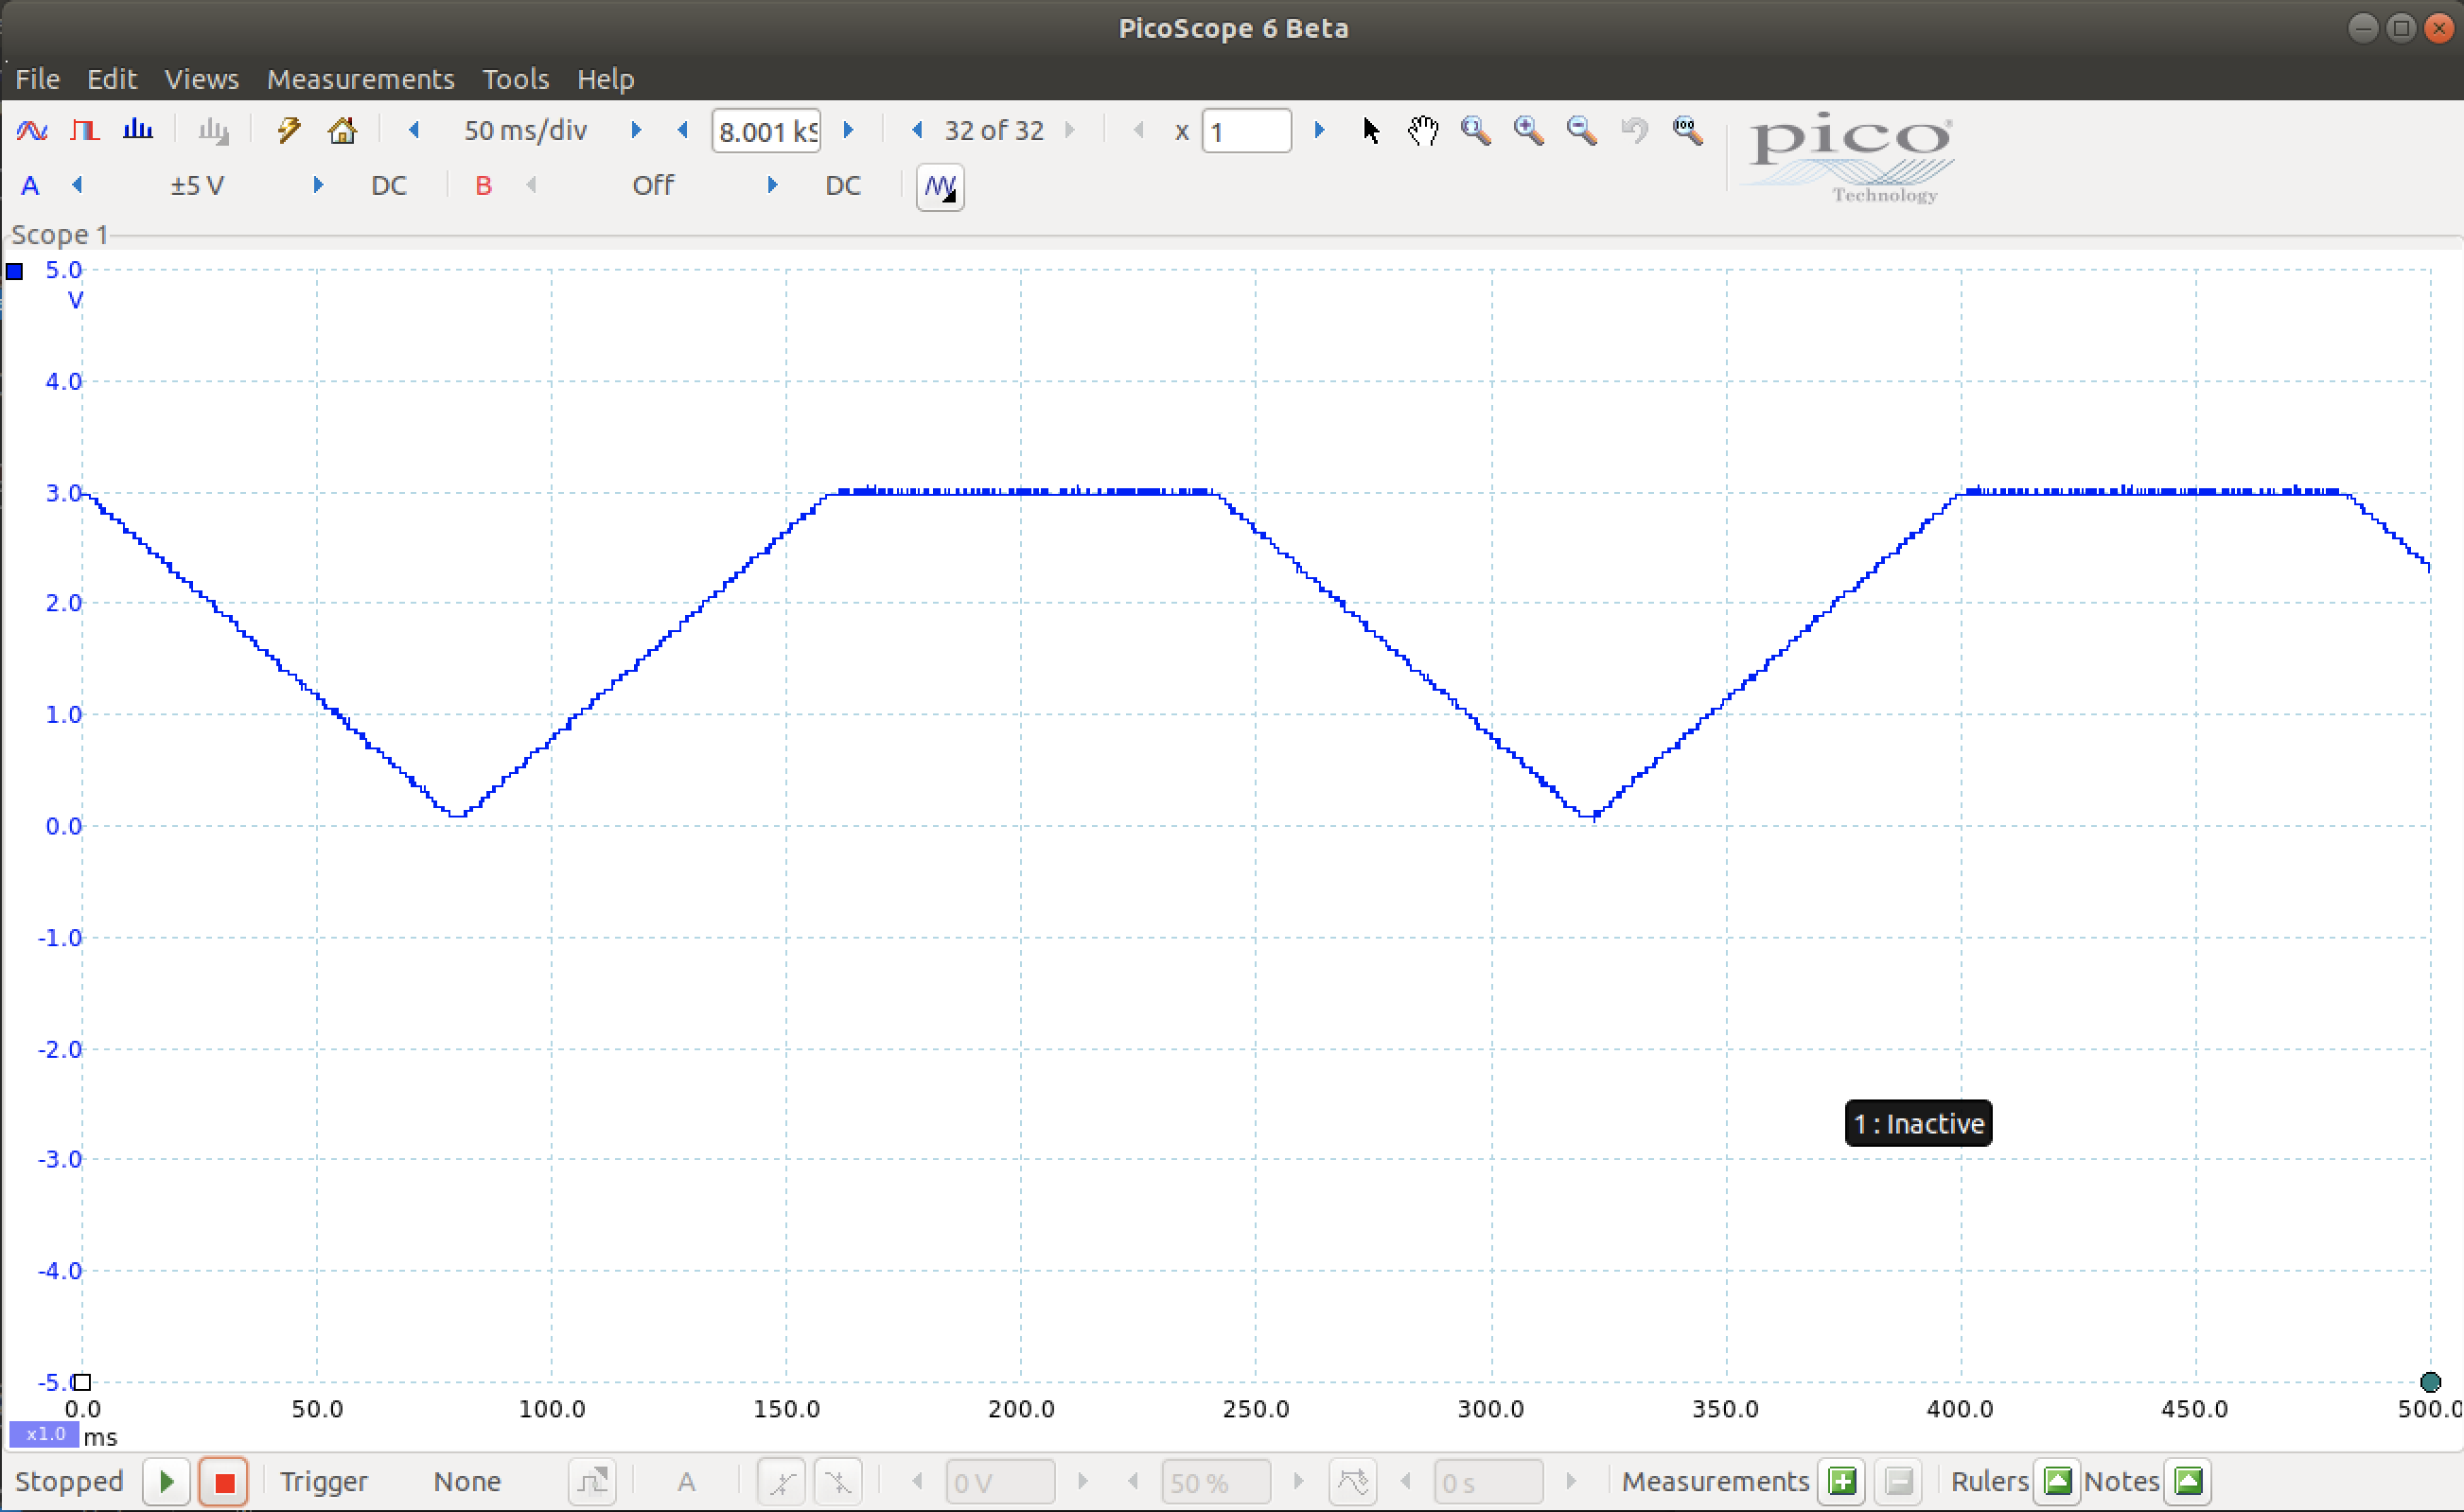 PicoScope 6 Beta
File Edit Views Measurements Tools Help
50 ms/div 8.001 kS 32 of 32 x 1
A ±5 V DC B Off DC
pico
Technology
Scope 1
5.0
V
4.0
3.0
2.0
1.0
0.0
-1.0
-2.0
-3.0
-4.0
-5.0
1 : Inactive
0.0 50.0 100.0 150.0 200.0 250.0 300.0 350.0 400.0 450.0 500.0
x1.0 ms
Stopped Trigger None A 0 V 50 % 0 s Measurements Rulers Notes